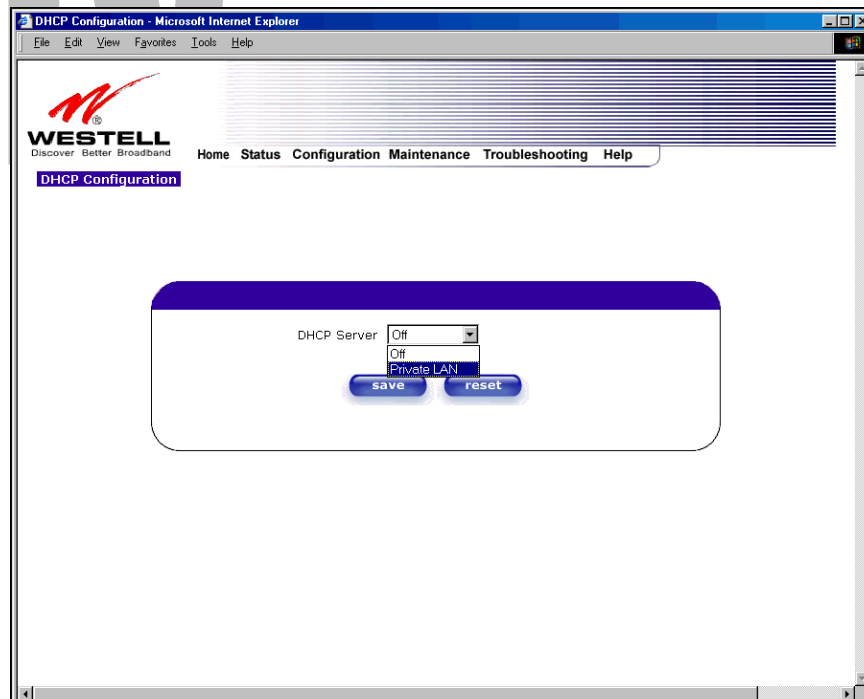 DHCP Configuration - Microsoft Internet Explorer
File Edit View Favorites Tools Help
WESTELL
Discover Better Broadband
Home Status Configuration Maintenance Troubleshooting Help
DHCP Configuration
DHCP Server Off
Off
Private LAN
save reset